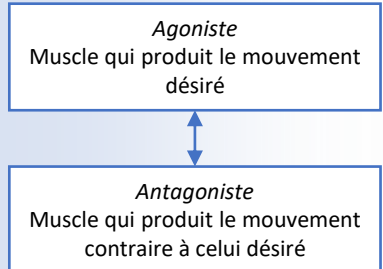 Agoniste
Muscle qui produit le mouvement
désiré
Antagoniste
Muscle qui produit le mouvement
contraire à celui désiré